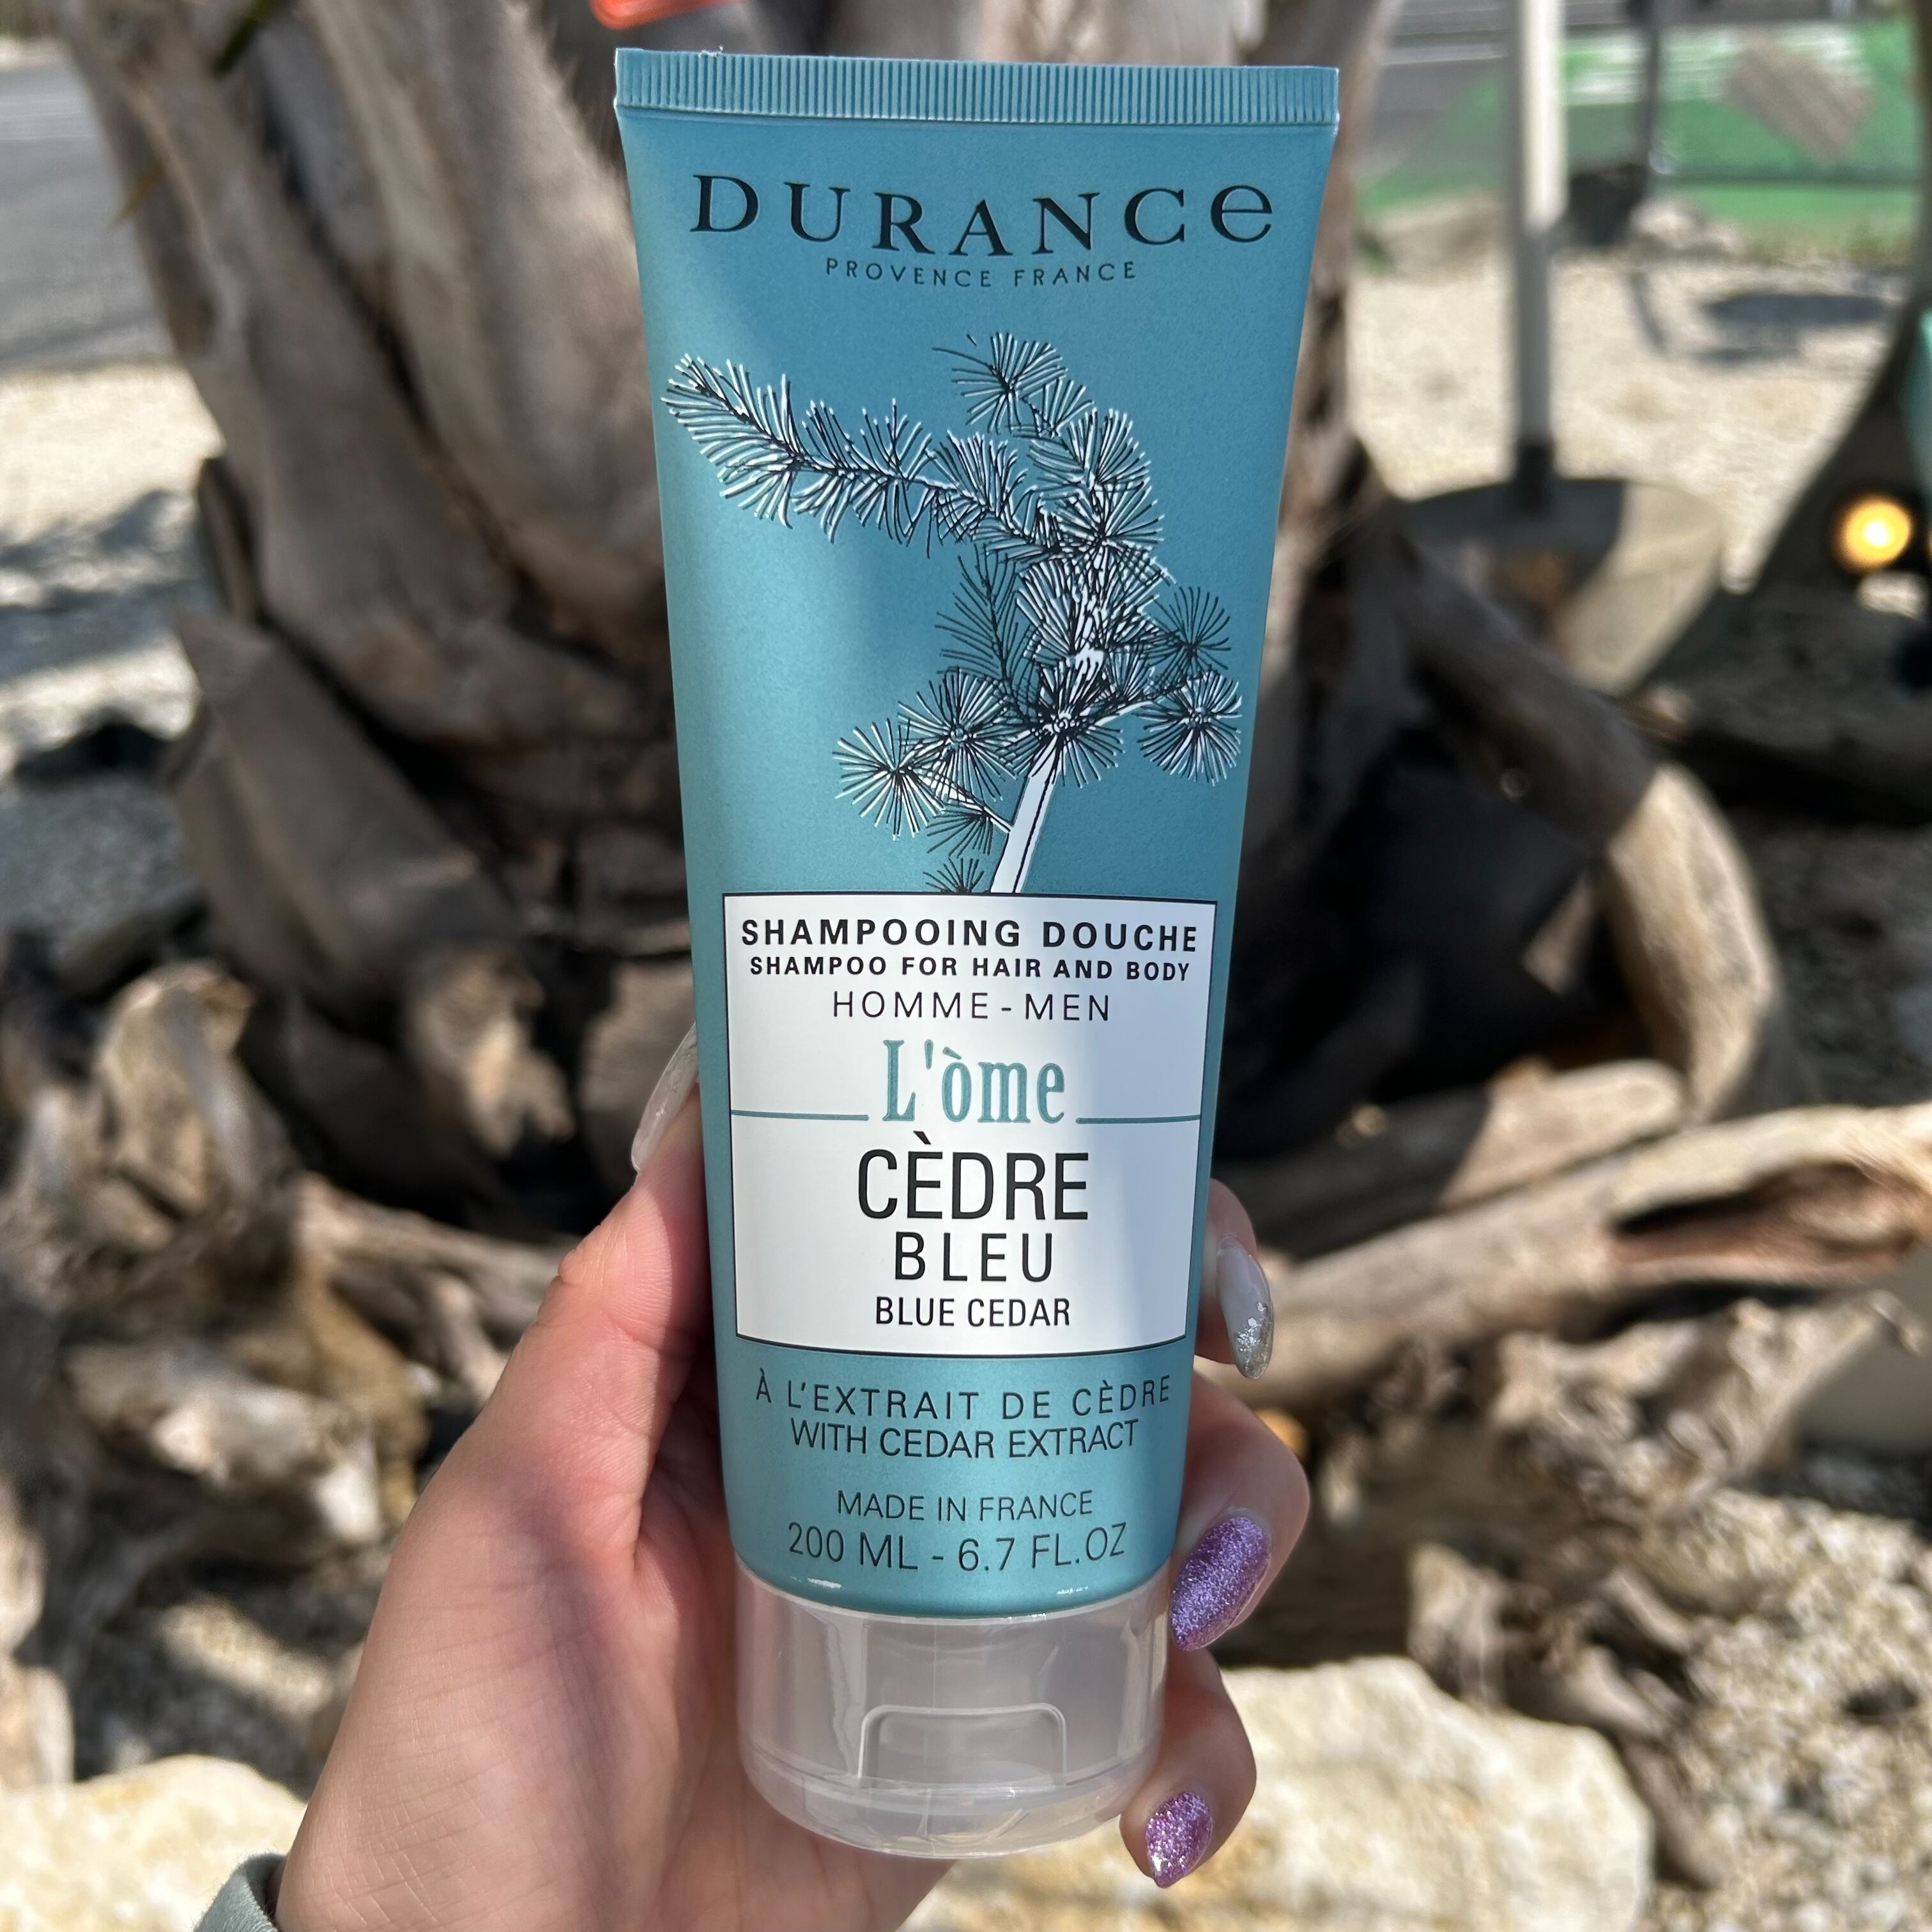 DURANCe
PROVENCE FRANCE
SHAMPOOING DOUCHE
SHAMPOO FOR HAIR AND BODY
HOMME - MEN
L'òme
CÈDRE
BLEU
BLUE CEDAR
À L'EXTRAIT DE CÈDRE
WITH CEDAR EXTRACT
MADE IN FRANCE
200 ML - 6.7 FL.OZ